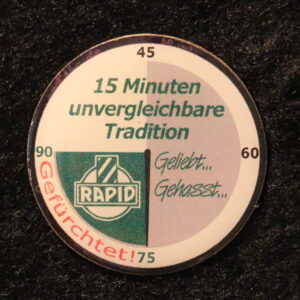 45
15 Minuten
unvergleichbare
Tradition
90
60
Geliebt...
Gehasst...
RAPID
Gefürchtet!
75